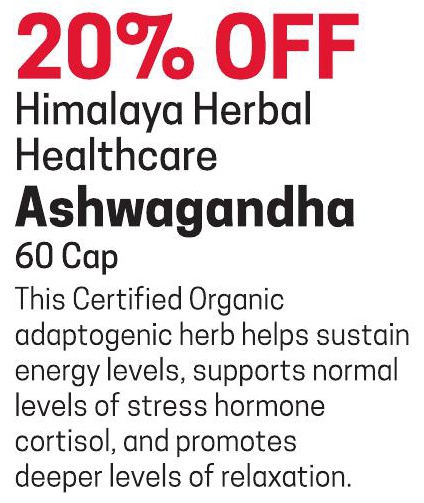 20% OFF
Himalaya Herbal
Healthcare
Ashwagandha
60 Cap
This Certified Organic
adaptogenic herb helps sustain
energy levels, supports normal
levels of stress hormone
cortisol, and promotes
deeper levels of relaxation.